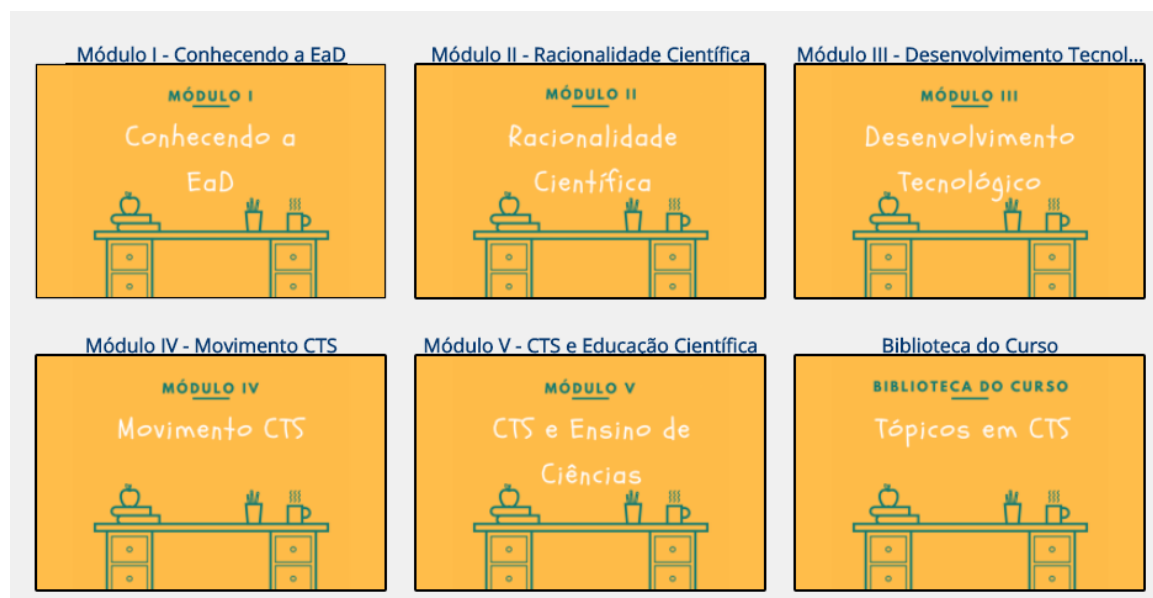 Módulo I - Conhecendo a EaD
Módulo II - Racionalidade Científica
Módulo III - Desenvolvimento Tecnol...
MÓDULO I
Conhecendo a
EaD
MÓDULO II
Racionalidade
Científica
MÓDULO III
Desenvolvimento
Tecnológico
Módulo IV - Movimento CTS
Módulo V - CTS e Educação Científica
Biblioteca do Curso
MÓDULO IV
Movimento CTS
MÓDULO V
CTS e Ensino de
Ciências
BIBLIOTECA DO CURSO
Tópicos em CTS